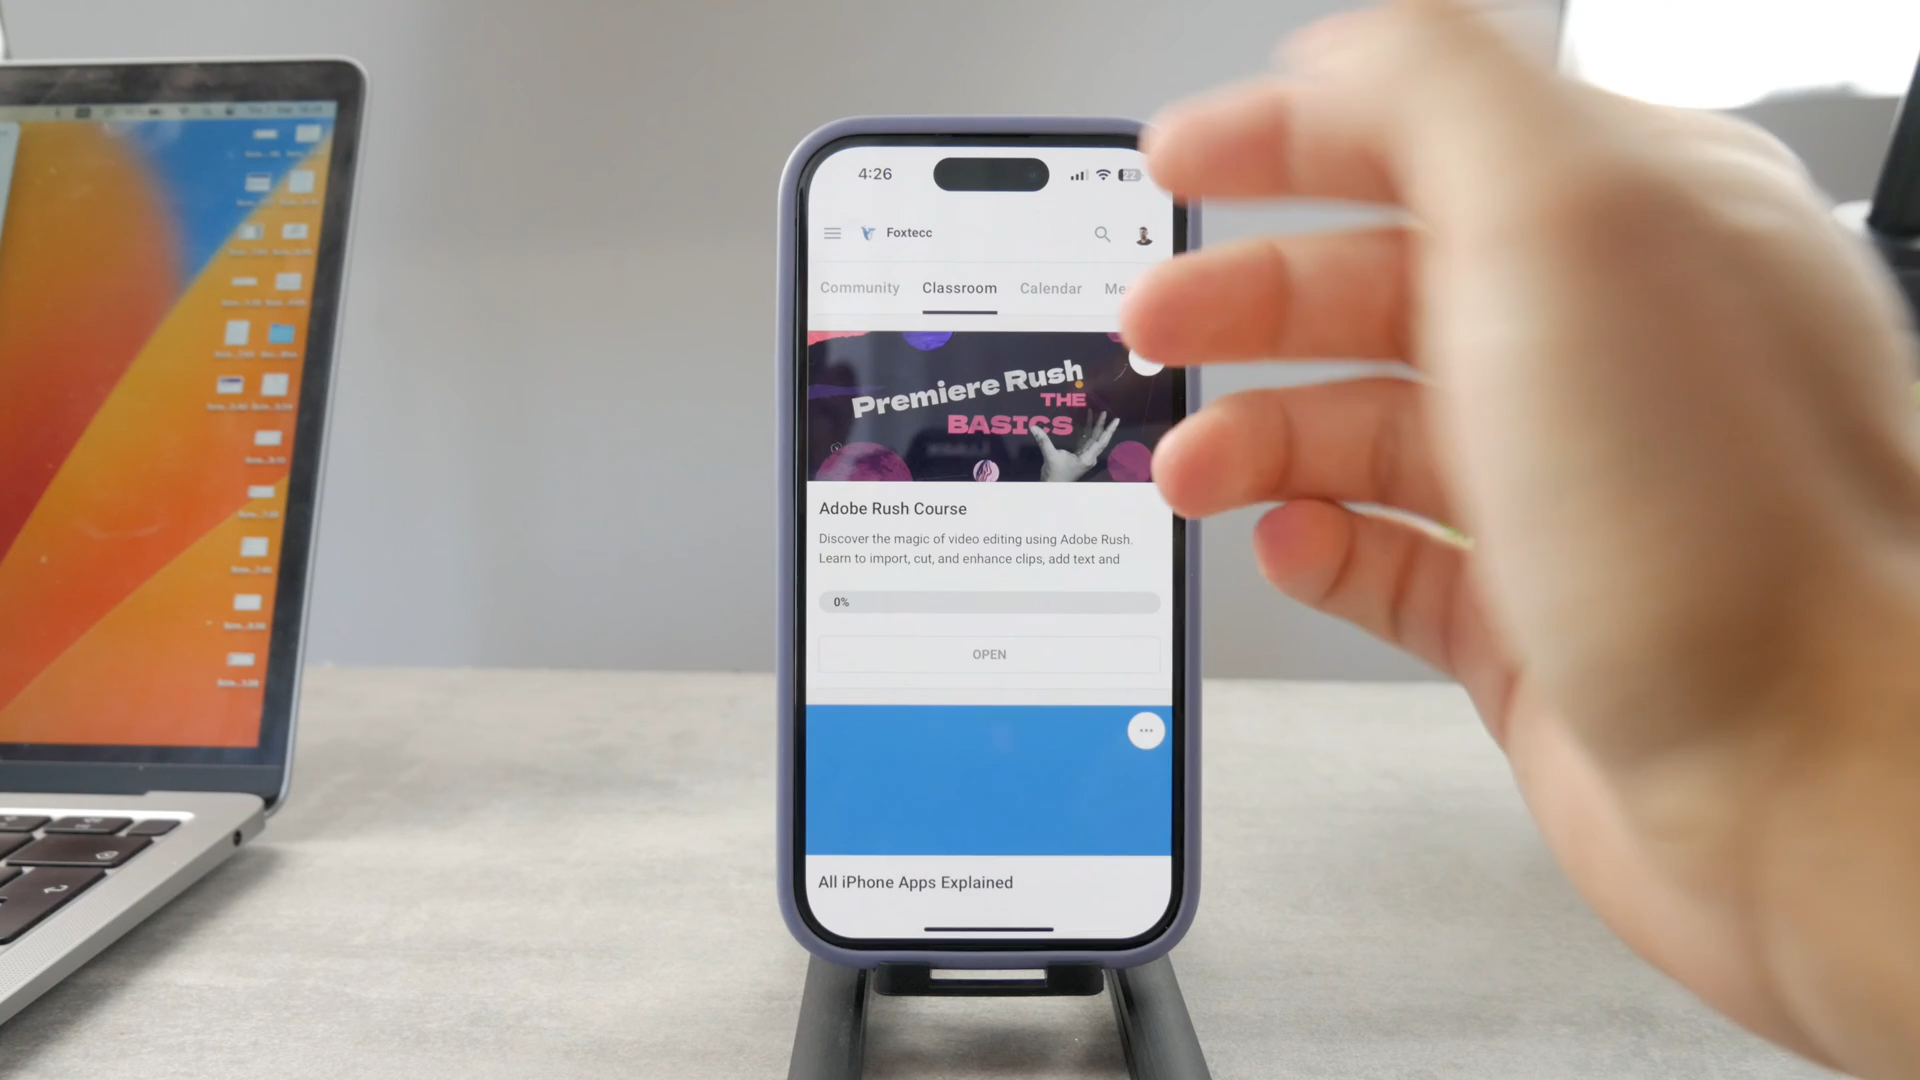 4:26
22
Foxtecc
Community Classroom Calendar Me
Premiere Rush
THE
BASICS
Adobe Rush Course
Discover the magic of video editing using Adobe Rush.
Learn to import, cut, and enhance clips, add text and
0%
OPEN
All iPhone Apps Explained